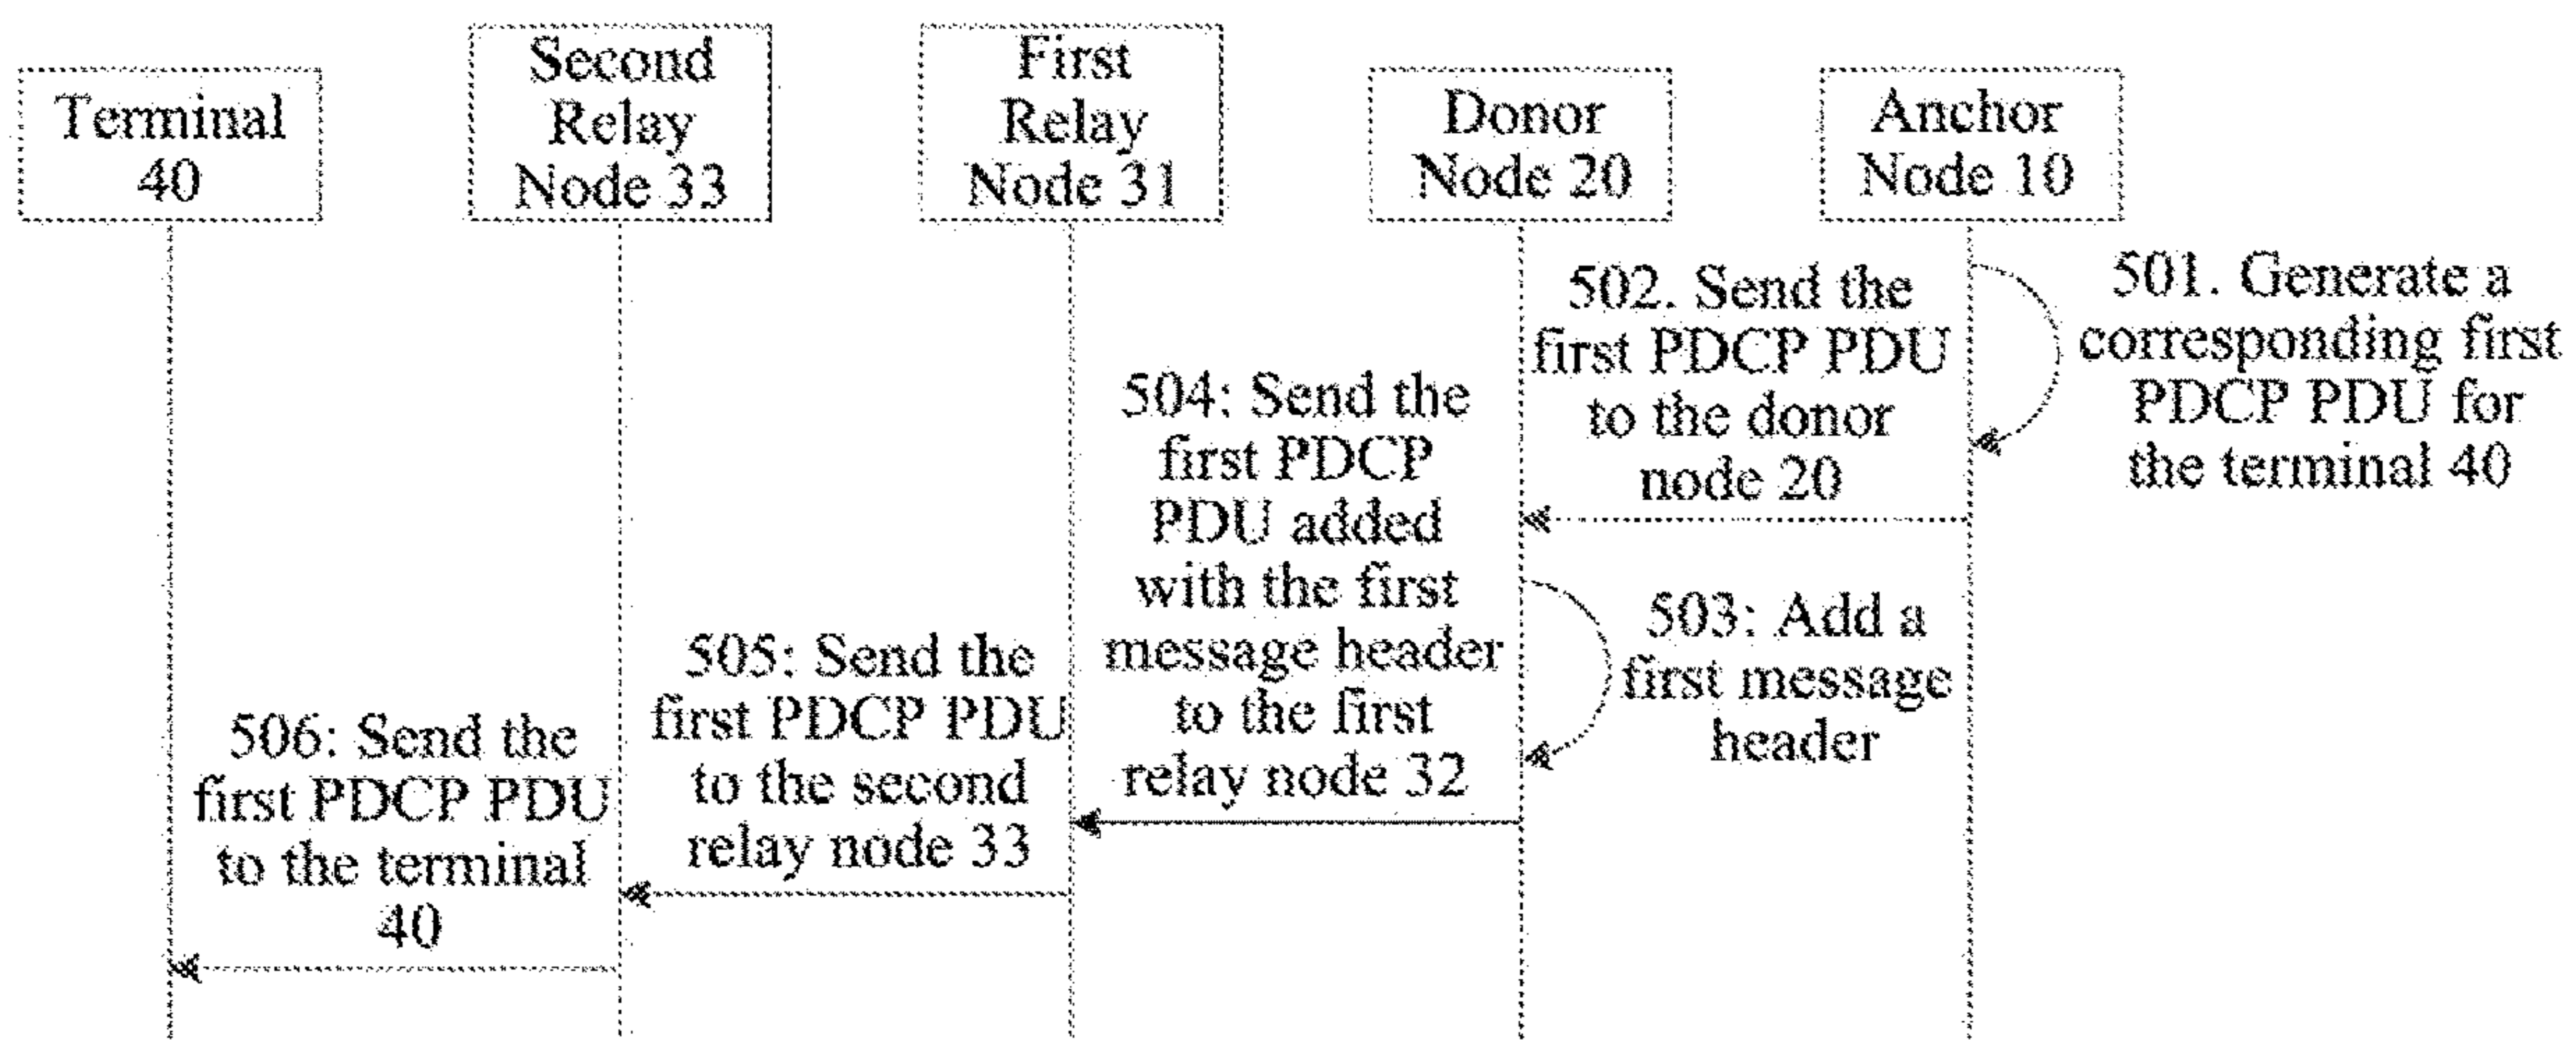 Terminal
40
Second
Relay
Node 33
First
Relay
Node 31
Donor
Node 20
Anchor
Node 10
501. Generate a
corresponding first
PDCP PDU for
the terminal 40
502. Send the
first PDCP PDU
to the donor
node 20
503: Add a
first message
header
504: Send the
first PDCP
PDU added
with the first
message header
to the first
relay node 32
505: Send the
first PDCP PDU
to the second
relay node 33
506: Send the
first PDCP PDU
to the terminal
40